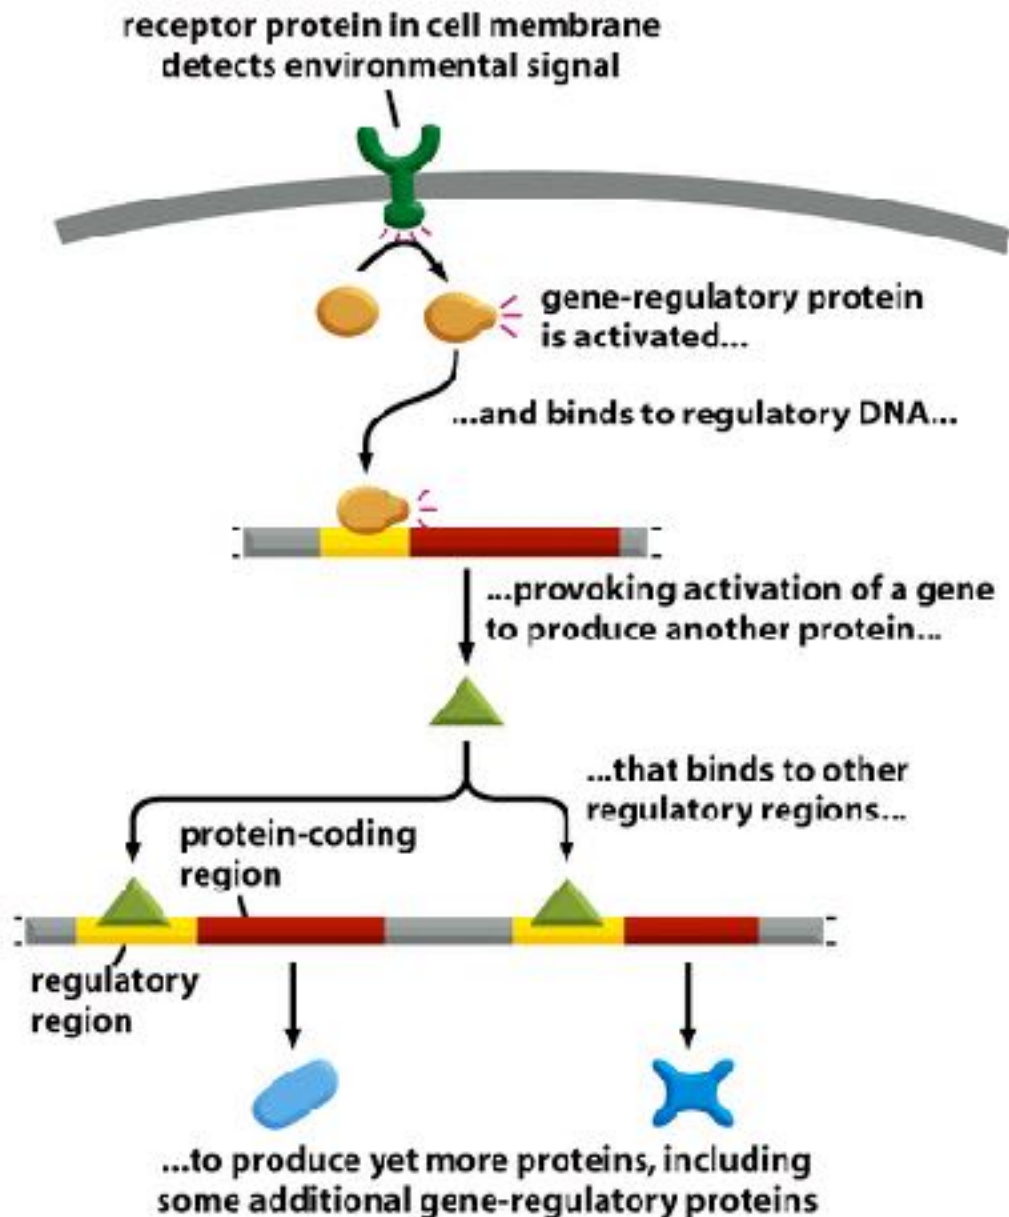 receptor protein in cell membrane
detects environmental signal
gene-regulatory protein
is activated...
...and binds to regulatory DNA...
...provoking activation of a gene
to produce another protein...
...that binds to other
regulatory regions...
protein-coding
region
regulatory
region
...to produce yet more proteins, including
some additional gene-regulatory proteins